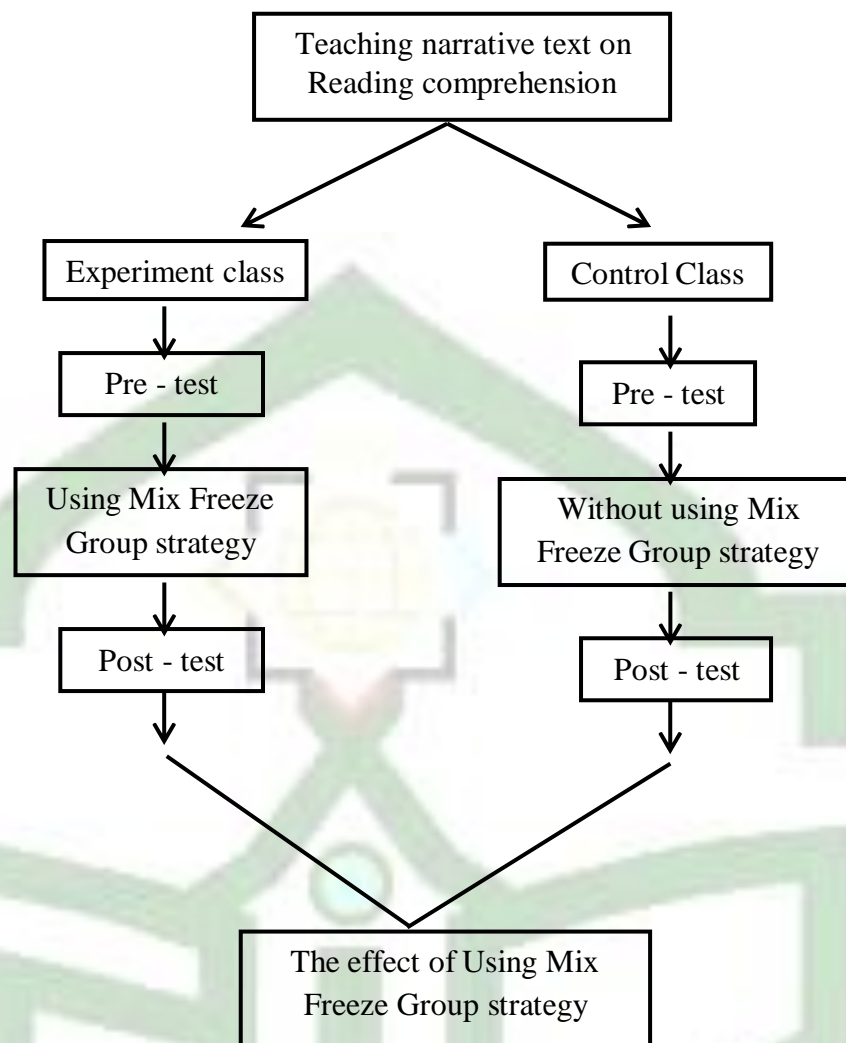 Teaching narrative text on
Reading comprehension
Experiment class
Control Class
Pre - test
Pre - test
Using Mix Freeze
Group strategy
Without using Mix
Freeze Group strategy
Post - test
Post - test
The effect of Using Mix
Freeze Group strategy